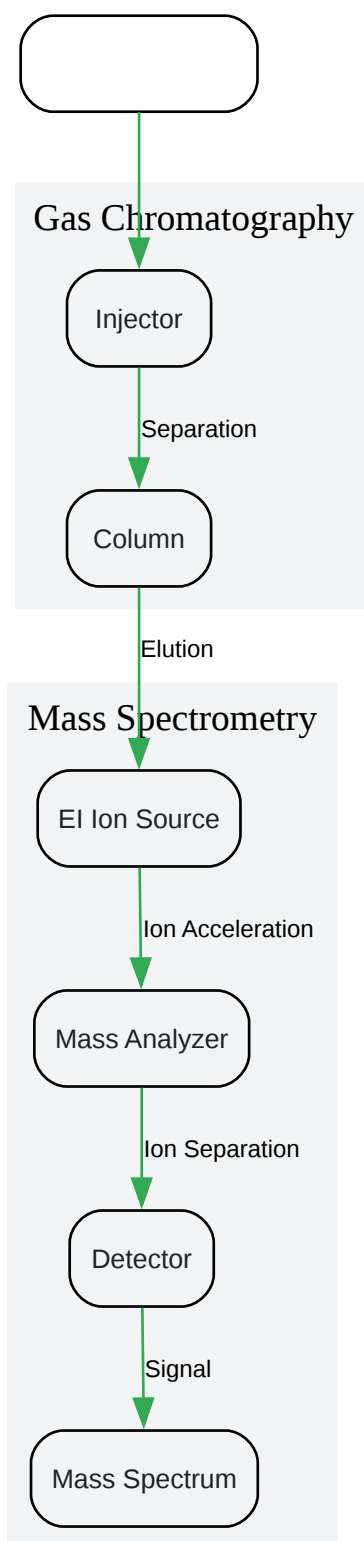 Gas Chromatography
Injector
Separation
Column
Elution
Mass Spectrometry
EI Ion Source
Ion Acceleration
Mass Analyzer
Ion Separation
Detector
Signal
Mass Spectrum